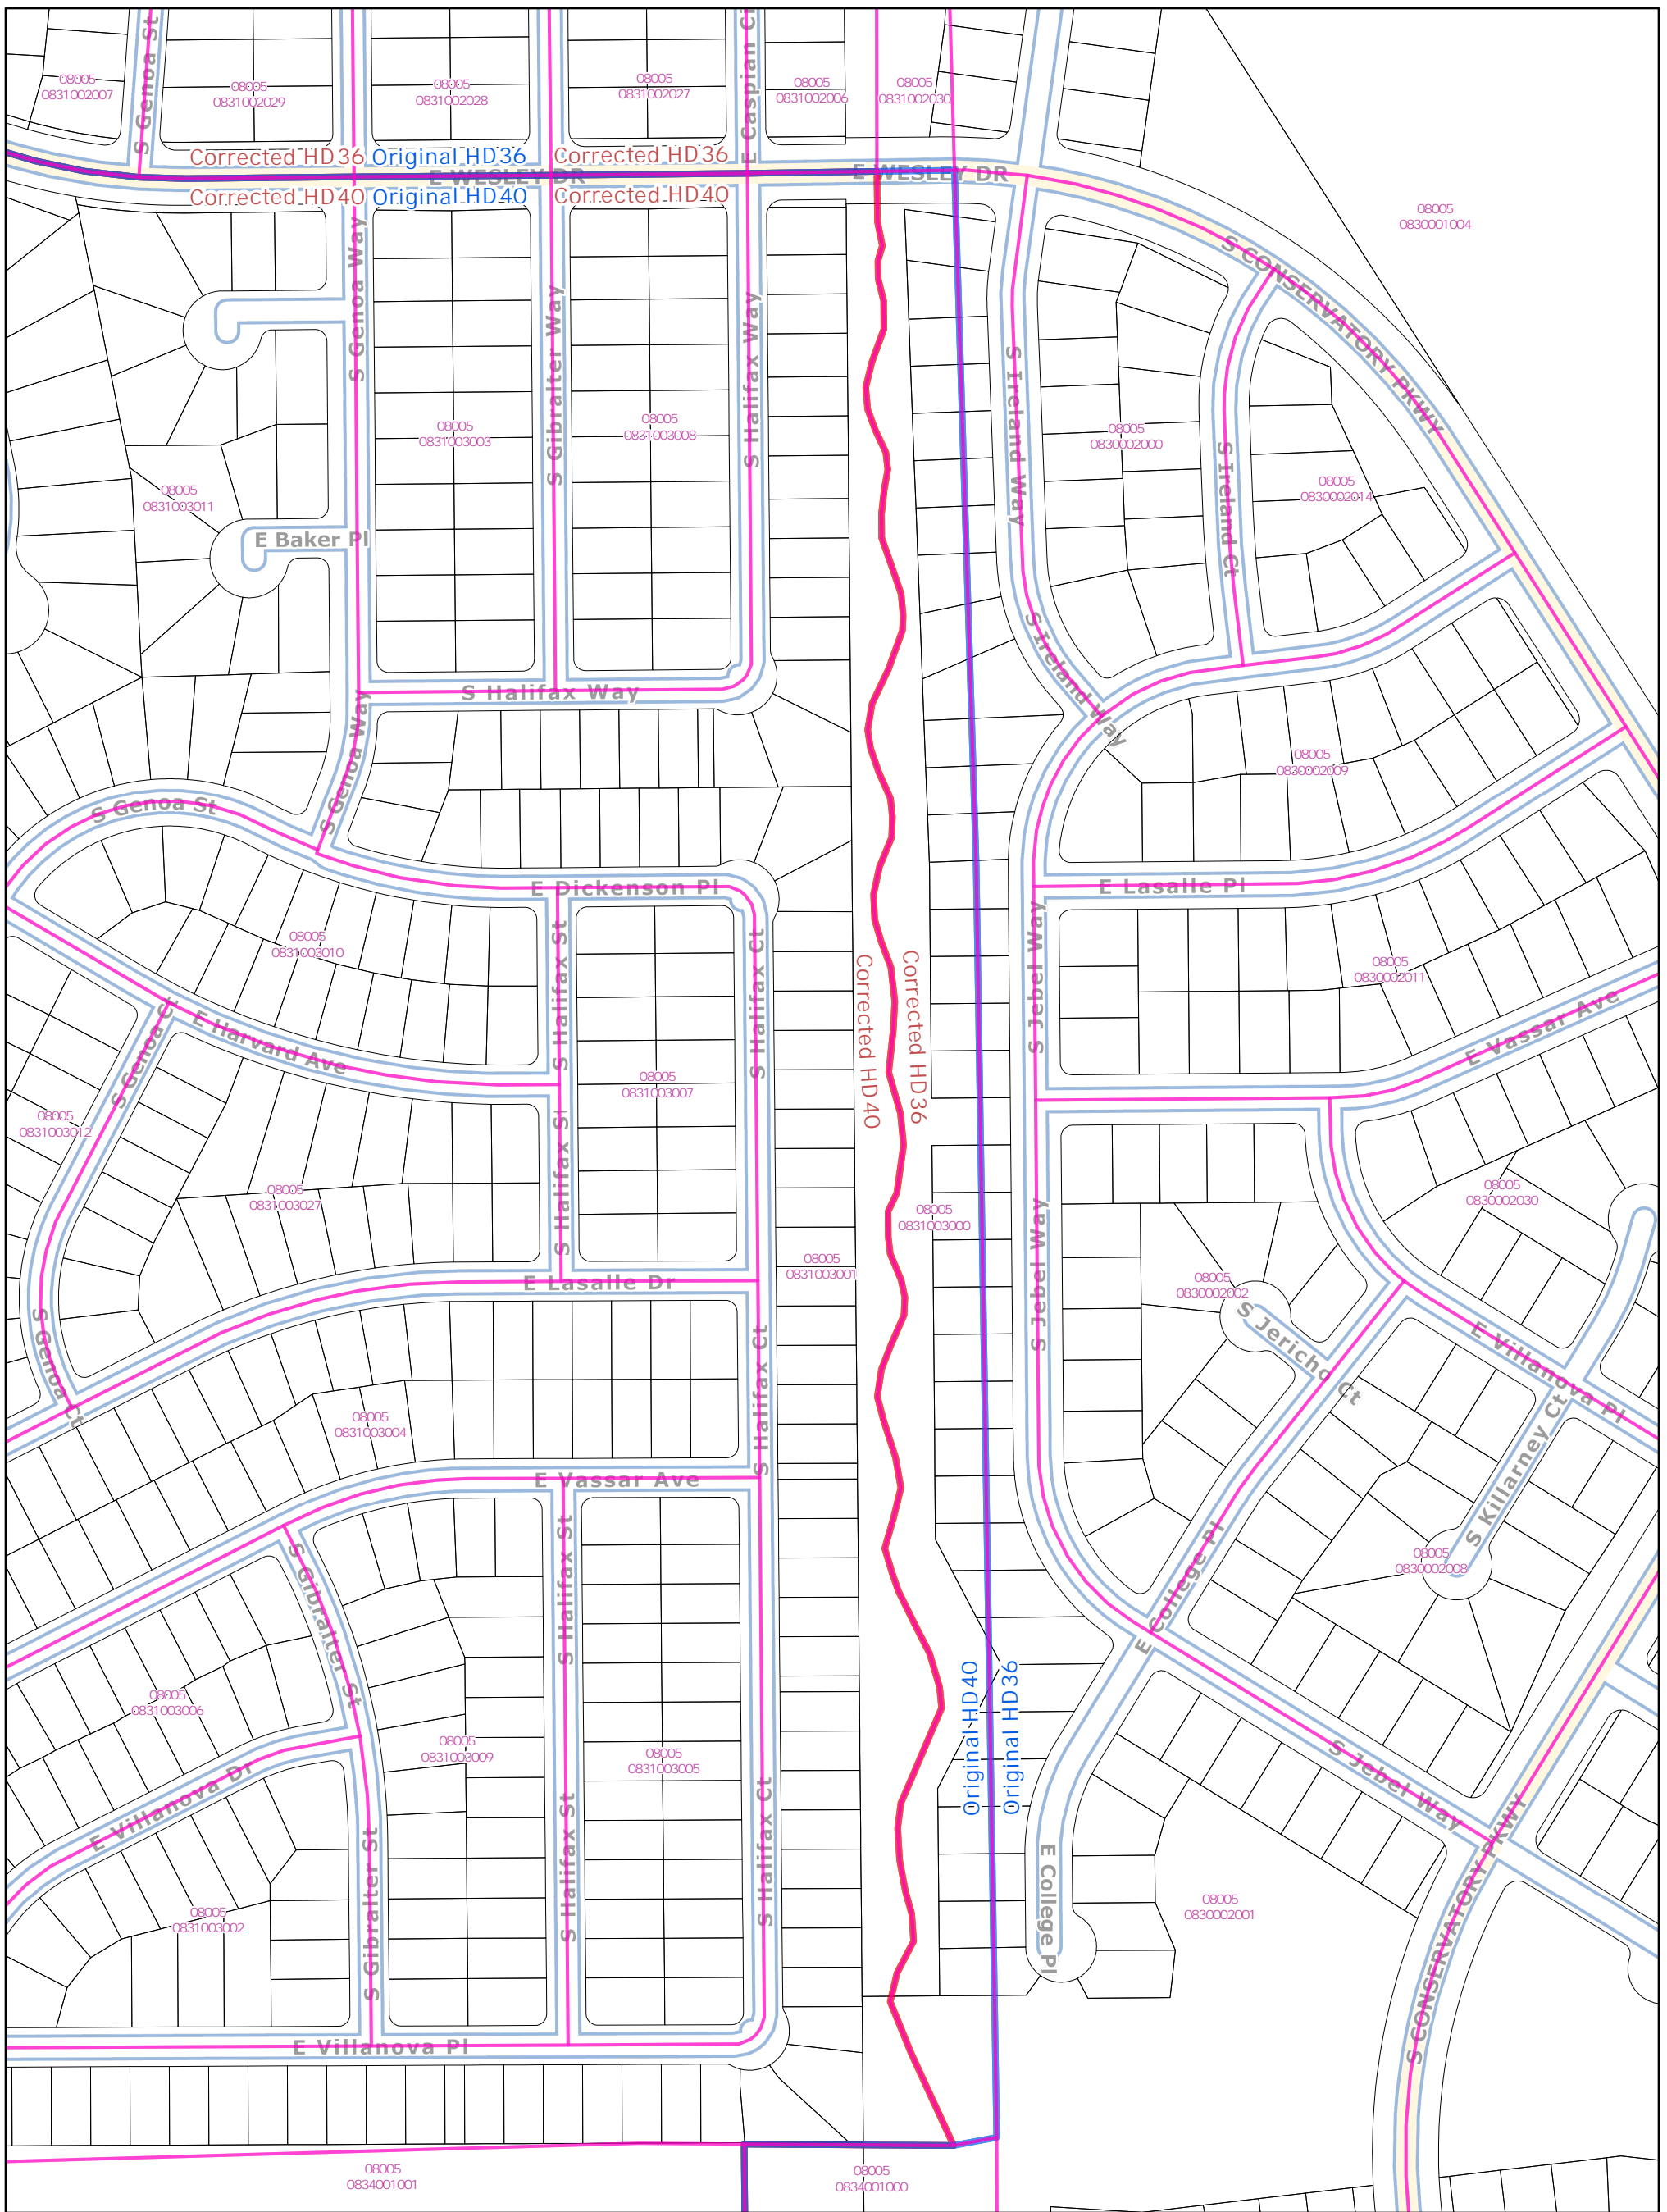 S Genoa St
E Caspian Ci
08005
0831002007
08005
0831002029
08005
0831002028
08005
0831002027
08005
0831002006
08005
0831002030
Corrected HD36
Original HD36
Corrected HD36
E WESLEY DR
E WESLEY DR
Corrected HD40
Original HD40
Corrected HD40
08005
0830001004
S CONSERVATORY PKWY
S Genoa Way
S Gibralter Way
S Halifax Way
S Ireland Way
S Ireland Ct
08005
0831003003
08005
0831003008
08005
0830002000
08005
0830002014
08005
0831003011
E Baker Pl
S Ireland Way
S Halifax Way
S Genoa Way
08005
0830002009
S Genoa St
E Dickenson Pl
E Lasalle Pl
08005
0831003010
S Halifax St
S Halifax Ct
Corrected HD40
Corrected HD36
S Jebel Way
08005
0830002011
E Vassar Ave
E Harvard Ave
S Genoa Ct
08005
0831003012
08005
0831003007
S Halifax St
08005
0831003027
08005
0831003000
08005
0831003001
S Jebel Way
08005
0830002030
08005
0830002002
E Lasalle Dr
S Jericho Ct
E Villanova Pl
S Genoa Ct
S Halifax Ct
08005
0831003004
S Killarney Ct
E Vassar Ave
S Halifax St
S Gibralter St
E College Pl
08005
0830002008
08005
0831003006
Original HD40
Original HD36
08005
0831003009
08005
0831003005
S Jebel Way
E Villanova Dr
S Gibralter St
S Halifax St
S Halifax Ct
E College Pl
S CONSERVATORY PKWY
08005
0831003002
08005
0830002001
E Villanova Pl
08005
0834001001
08005
0834001000